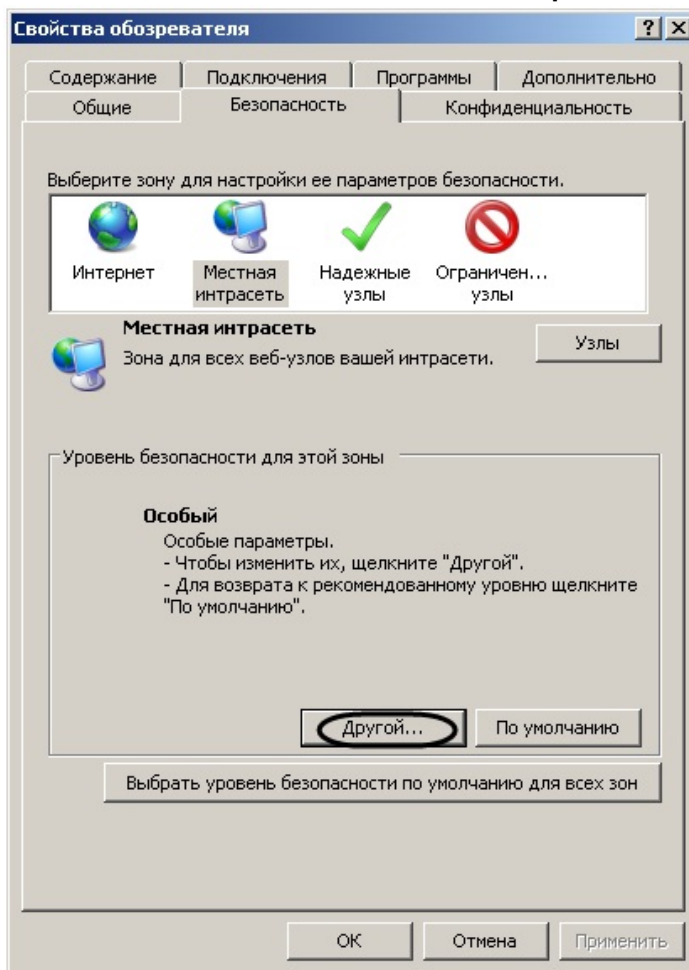 Свойства обозревателя
Содержание Подключения Программы Дополнительно
Общие Безопасность Конфиденциальность
Выберите зону для настройки ее параметров безопасности.
Интернет Местная интрасеть Надежные узлы Ограничен... узлы
Местная интрасеть
Зона для всех веб-узлов вашей интрасети.
Узлы
Уровень безопасности для этой зоны
Особый
Особые параметры.
- Чтобы изменить их, щелкните "Другой".
- Для возврата к рекомендованному уровню щелкните
"По умолчанию".
Другой... По умолчанию
Выбрать уровень безопасности по умолчанию для всех зон
ОК Отмена Применить